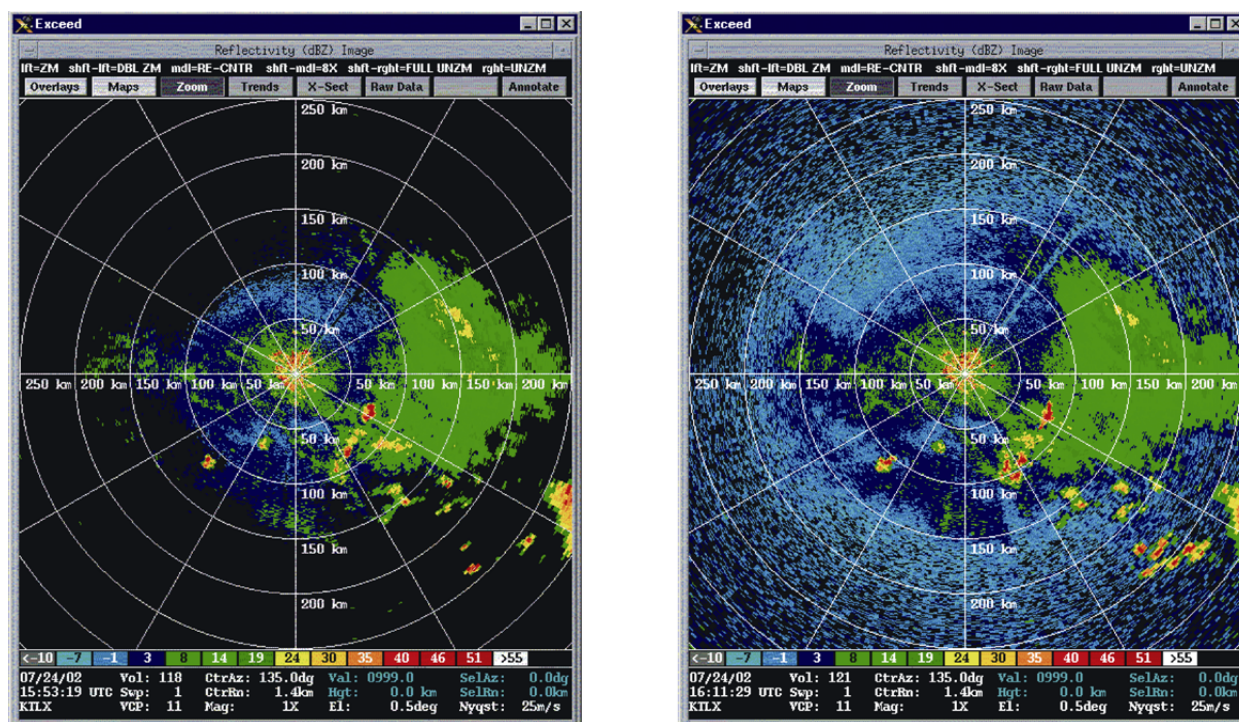 Exceed
Reflectivity (dBZ) Image
lft=ZM shft-lft=DBL ZM mdl=RE-CNTR shft-mdl=8X shft-rght=FULL UNZM rght=UNZM
Overlays Maps Zoom Trends X-Sect Raw Data Annotate
250 km
200 km
150 km
100 km
50 km
250 km 200 km 150 km 100 km 50 km 50 km 100 km 150 km 200 km
50 km
100 km
150 km
200 km
<-10 -7 -1 3 8 14 19 24 30 35 40 46 51 >55
07/24/02 Vol: 118 CtrAz: 135.0dg Val: 0999.0 SelAz: 0.0dg
15:53:19 UTC Swp: 1 CtrRn: 1.4km Hgt: 0.0 km SelRn: 0.0km
KTLX VCP: 11 Mag: 1X El: 0.5deg Nyqst: 25m/s
Exceed
Reflectivity (dBZ) Image
lft=ZM shft-lft=DBL ZM mdl=RE-CNTR shft-mdl=8X shft-rght=FULL UNZM rght=UNZM
Overlays Maps Zoom Trends X-Sect Raw Data Annotate
250 km
200 km
150 km
100 km
50 km
250 km 200 km 150 km 100 km 50 km 50 km 100 km 150 km 200 km
50 km
100 km
150 km
200 km
<-10 -7 -1 3 8 14 19 24 30 35 40 46 51 >55
07/24/02 Vol: 121 CtrAz: 135.0dg Val: 0999.0 SelAz: 0.0dg
16:11:29 UTC Swp: 1 CtrRn: 1.4km Hgt: 0.0 km SelRn: 0.0km
KTLX VCP: 11 Mag: 1X El: 0.5deg Nyqst: 25m/s